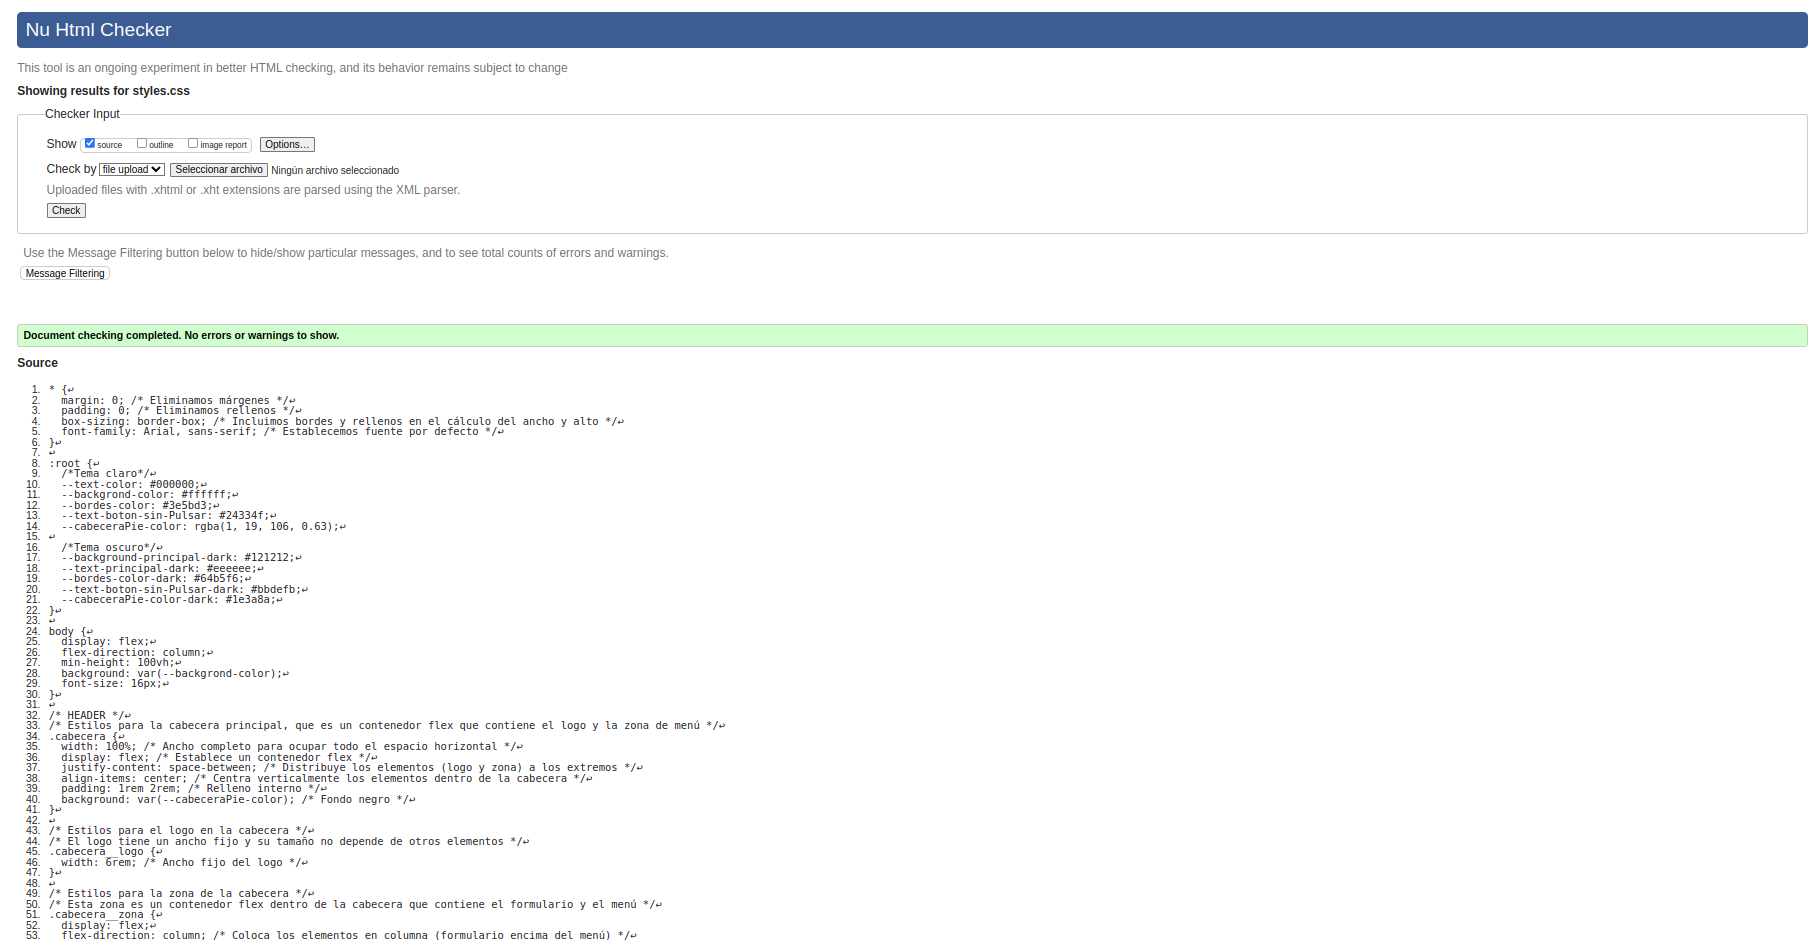 Nu Html Checker
This tool is an ongoing experiment in better HTML checking, and its behavior remains subject to change
Showing results for styles.css
Checker Input
Show source outline image report Options…
Check by file upload Seleccionar archivo Ningún archivo seleccionado
Uploaded files with .xhtml or .xht extensions are parsed using the XML parser.
Check
Use the Message Filtering button below to hide/show particular messages, and to see total counts of errors and warnings.
Message Filtering
Document checking completed. No errors or warnings to show.
Source
1. * {↩
2.   margin: 0; /* Eliminamos márgenes */↩
3.   padding: 0; /* Eliminamos rellenos */↩
4.   box-sizing: border-box; /* Incluimos bordes y rellenos en el cálculo del ancho y alto */↩
5.   font-family: Arial, sans-serif; /* Establecemos fuente por defecto */↩
6. }↩
7. ↩
8. :root {↩
9.   /*Tema claro*/↩
10.   --text-color: #000000;↩
11.   --backgrond-color: #ffffff;↩
12.   --bordes-color: #3e5bd3;↩
13.   --text-boton-sin-Pulsar: #24334f;↩
14.   --cabeceraPie-color: rgba(1, 19, 106, 0.63);↩
15. ↩
16.   /*Tema oscuro*/↩
17.   --background-principal-dark: #121212;↩
18.   --text-principal-dark: #eeeeee;↩
19.   --bordes-color-dark: #64b5f6;↩
20.   --text-boton-sin-Pulsar-dark: #bbdefb;↩
21.   --cabeceraPie-color-dark: #1e3a8a;↩
22. }↩
23. ↩
24. body {↩
25.   display: flex;↩
26.   flex-direction: column;↩
27.   min-height: 100vh;↩
28.   background: var(--backgrond-color);↩
29.   font-size: 16px;↩
30. }↩
31. ↩
32. /* HEADER */↩
33. /* Estilos para la cabecera principal, que es un contenedor flex que contiene el logo y la zona de menú */↩
34. .cabecera {↩
35.   width: 100%; /* Ancho completo para ocupar todo el espacio horizontal */↩
36.   display: flex; /* Establece un contenedor flex */↩
37.   justify-content: space-between; /* Distribuye los elementos (logo y zona) a los extremos */↩
38.   align-items: center; /* Centra verticalmente los elementos dentro de la cabecera */↩
39.   padding: 1rem 2rem; /* Relleno interno */↩
40.   background: var(--cabeceraPie-color); /* Fondo negro */↩
41. }↩
42. ↩
43. /* Estilos para el logo en la cabecera */↩
44. /* El logo tiene un ancho fijo y su tamaño no depende de otros elementos */↩
45. .cabecera__logo {↩
46.   width: 6rem; /* Ancho fijo del logo */↩
47. }↩
48. ↩
49. /* Estilos para la zona de la cabecera */↩
50. /* Esta zona es un contenedor flex dentro de la cabecera que contiene el formulario y el menú */↩
51. .cabecera__zona {↩
52.   display: flex;↩
53.   flex-direction: column; /* Coloca los elementos en columna (formulario encima del menú) */↩